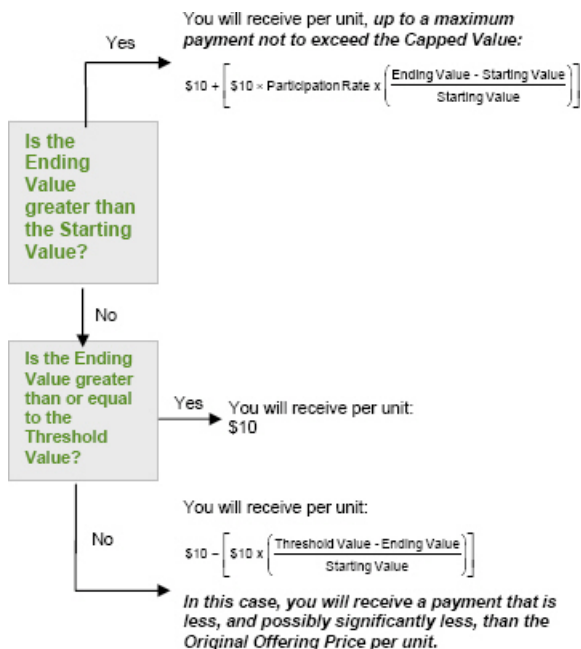 You will receive per unit, up to a maximum
payment not to exceed the Capped Value:
Yes
$10 + [ $10 × Participation Rate x ( Ending Value - Starting Value / Starting Value ) ]
Is the
Ending
Value
greater than
the Starting
Value?
No
Is the Ending
Value greater
than or equal
to the
Threshold
Value?
Yes
You will receive per unit:
$10
No
You will receive per unit:
$10 – [ $10 x ( Threshold Value - Ending Value / Starting Value ) ]
In this case, you will receive a payment that is
less, and possibly significantly less, than the
Original Offering Price per unit.